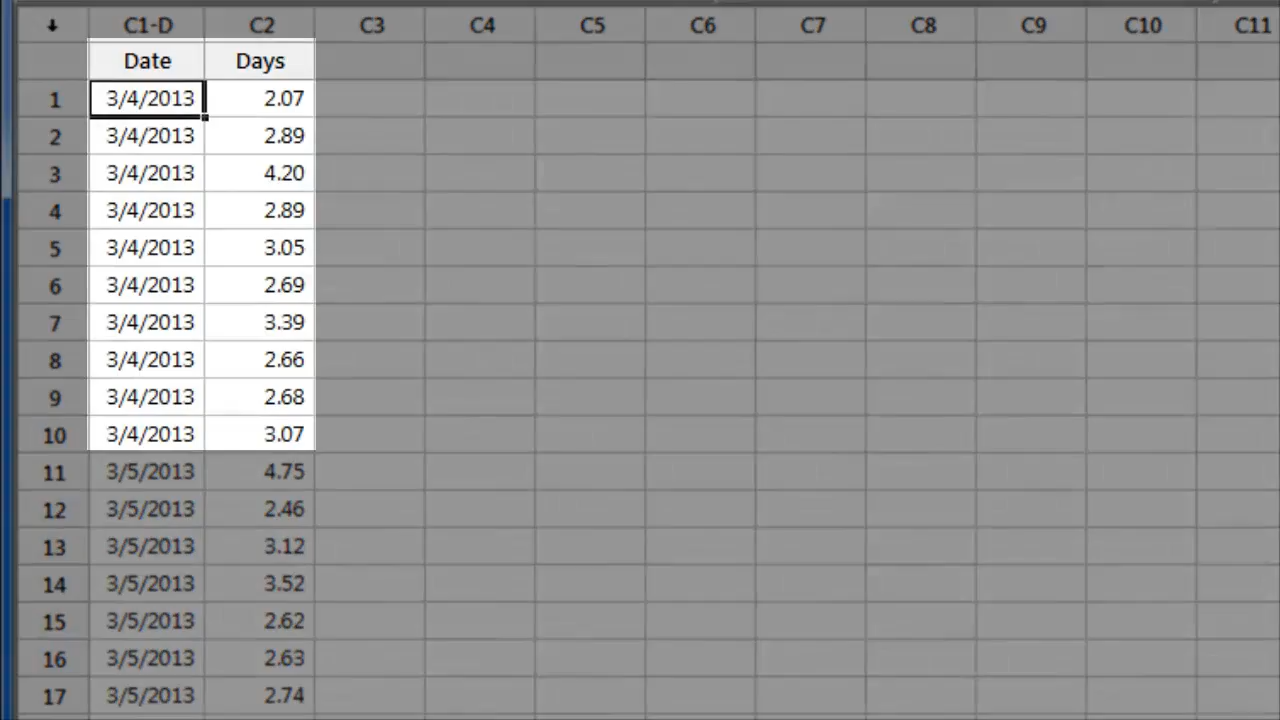 C1-D C2 C3 C4 C5 C6 C7 C8 C9 C10 C11
Date Days
1 3/4/2013 2.07
2 3/4/2013 2.89
3 3/4/2013 4.20
4 3/4/2013 2.89
5 3/4/2013 3.05
6 3/4/2013 2.69
7 3/4/2013 3.39
8 3/4/2013 2.66
9 3/4/2013 2.68
10 3/4/2013 3.07
11 3/5/2013 4.75
12 3/5/2013 2.46
13 3/5/2013 3.12
14 3/5/2013 3.52
15 3/5/2013 2.62
16 3/5/2013 2.63
17 3/5/2013 2.74